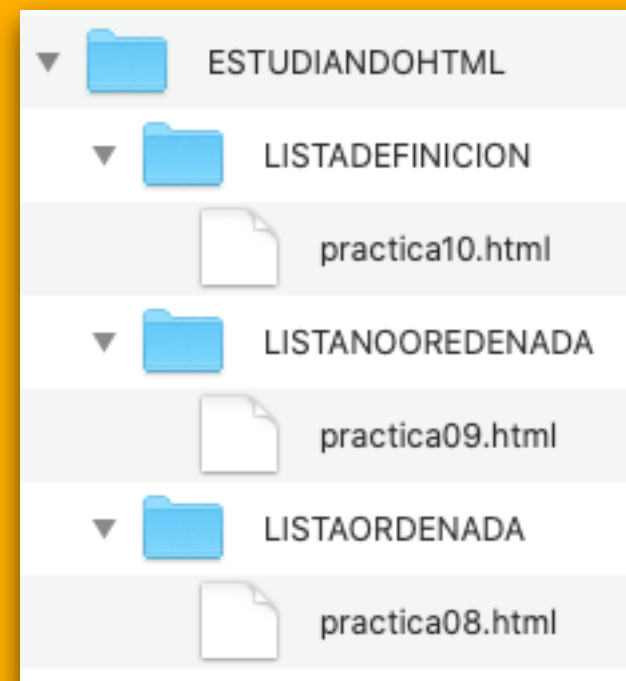 ESTUDIANDOHTML
LISTADEFINICION
practica10.html
LISTANOOREDENADA
practica09.html
LISTAORDENADA
practica08.html